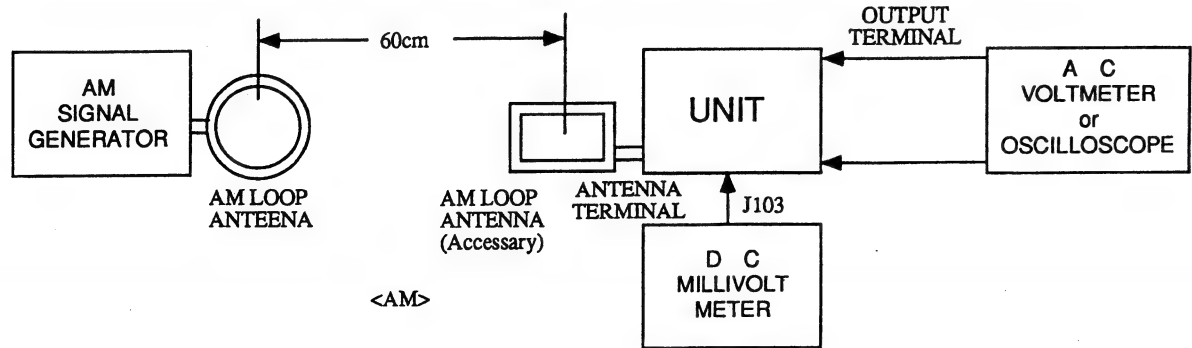 60cm
OUTPUT
TERMINAL
AM
SIGNAL
GENERATOR
UNIT
A C
VOLTMETER
or
OSCILLOSCOPE
AM LOOP
ANTEENA
AM LOOP
ANTENNA
(Accessary)
ANTENNA
TERMINAL
J103
D C
MILLIVOLT
METER
<AM>